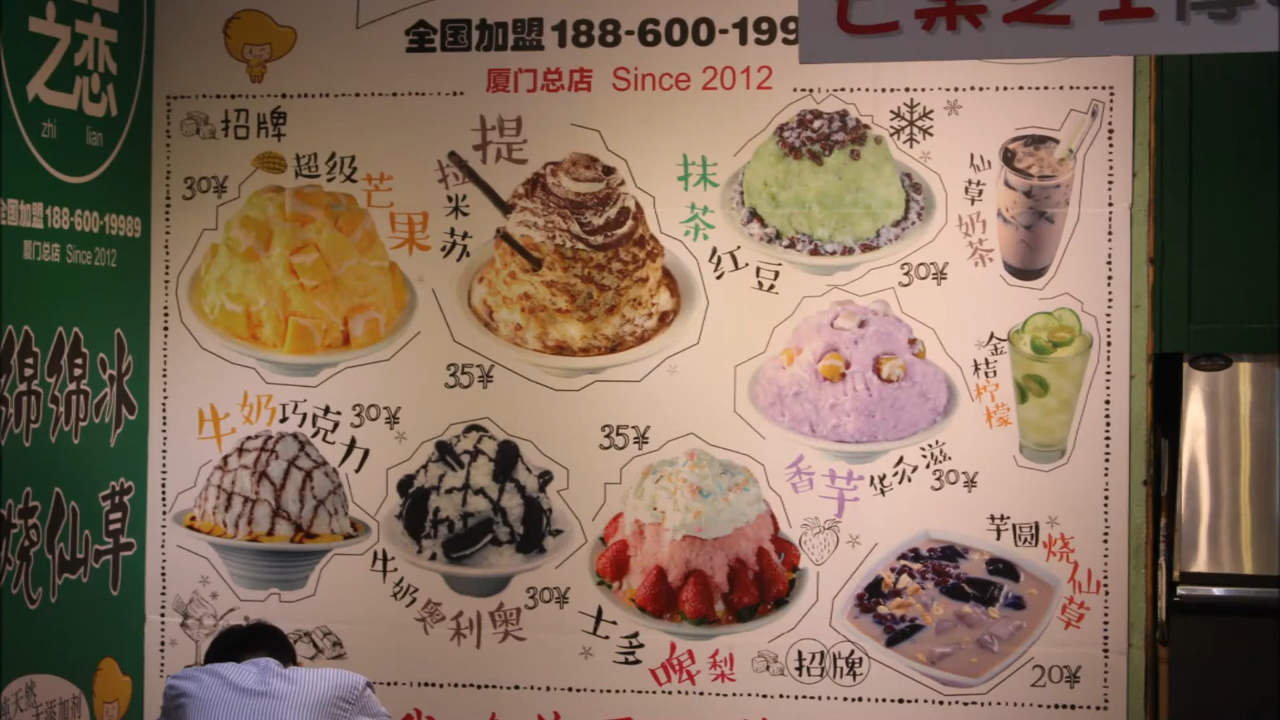 之恋
zhi lian
全国加盟188-600-19989
厦门总店 Since 2012
绵绵冰
烧仙草
全国加盟 188-600-199
厦门总店 Since 2012
招牌
30¥
超级芒果
提拉米苏
35¥
抹茶红豆
30¥
仙草奶茶
牛奶巧克力 30¥
牛奶奥利奥
30¥
35¥
士多啤梨
招牌
香芋华尒滋
30¥
金桔柠檬
芋圆烧仙草
20¥